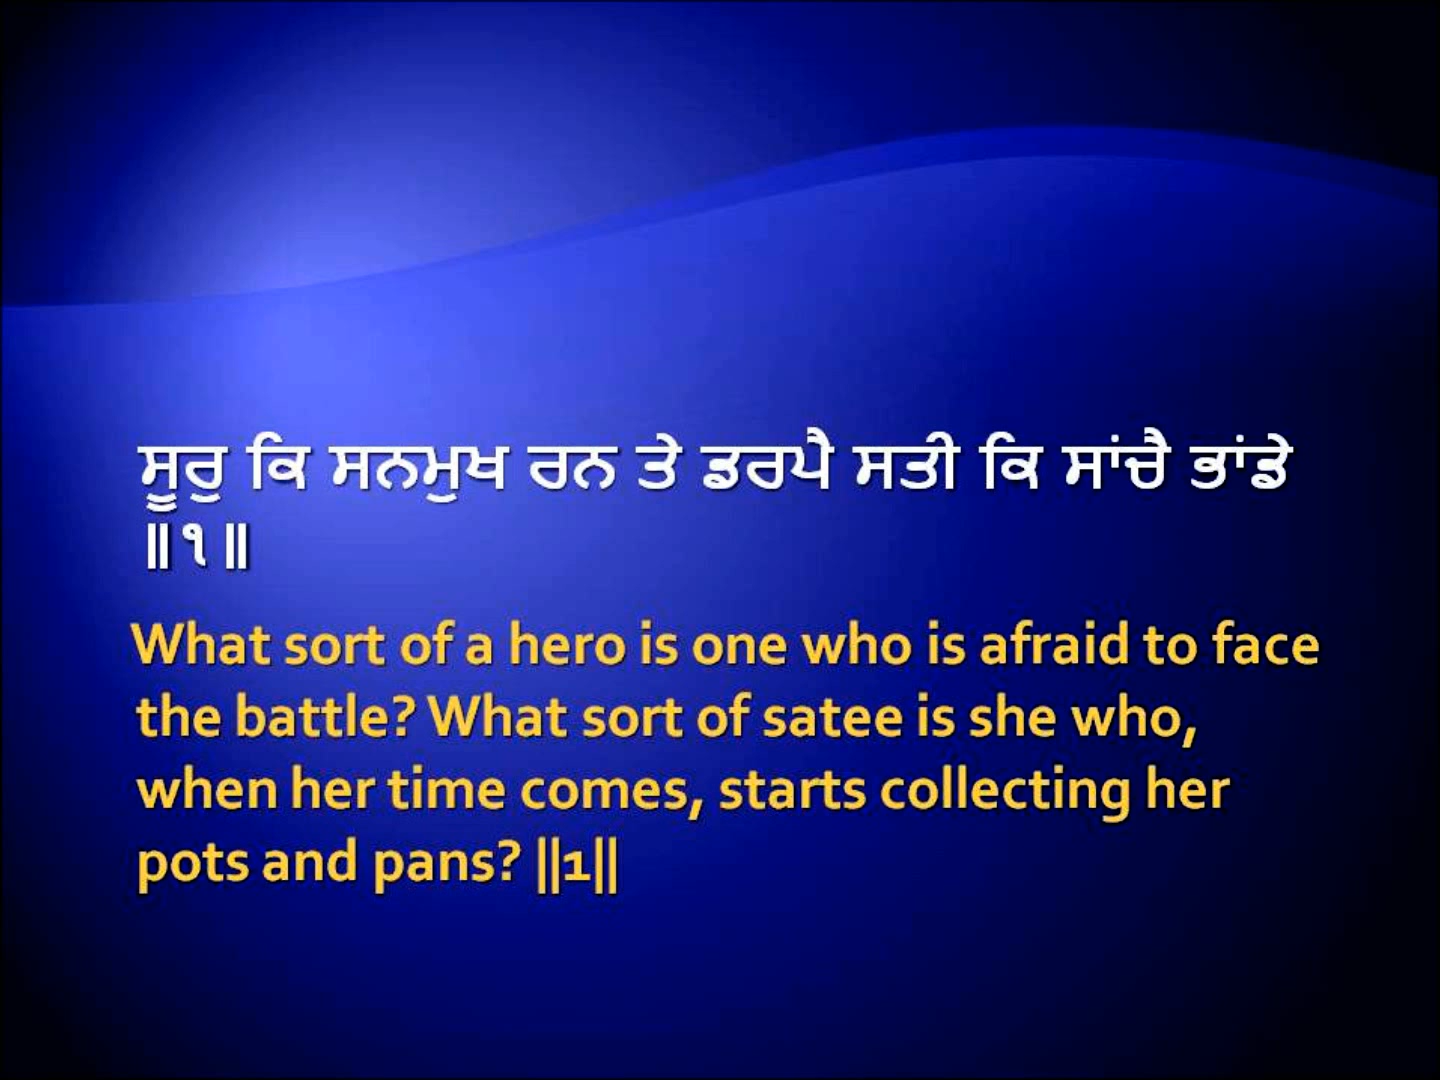 ਸੂਰੁ ਕਿ ਸਨਮੁਖ ਰਨ ਤੇ ਡਰਪੈ ਸਤੀ ਕਿ ਸਾਂਚੈ ਭਾਂਡੇ
॥੧॥
What sort of a hero is one who is afraid to face
the battle? What sort of satee is she who,
when her time comes, starts collecting her
pots and pans? ||1||